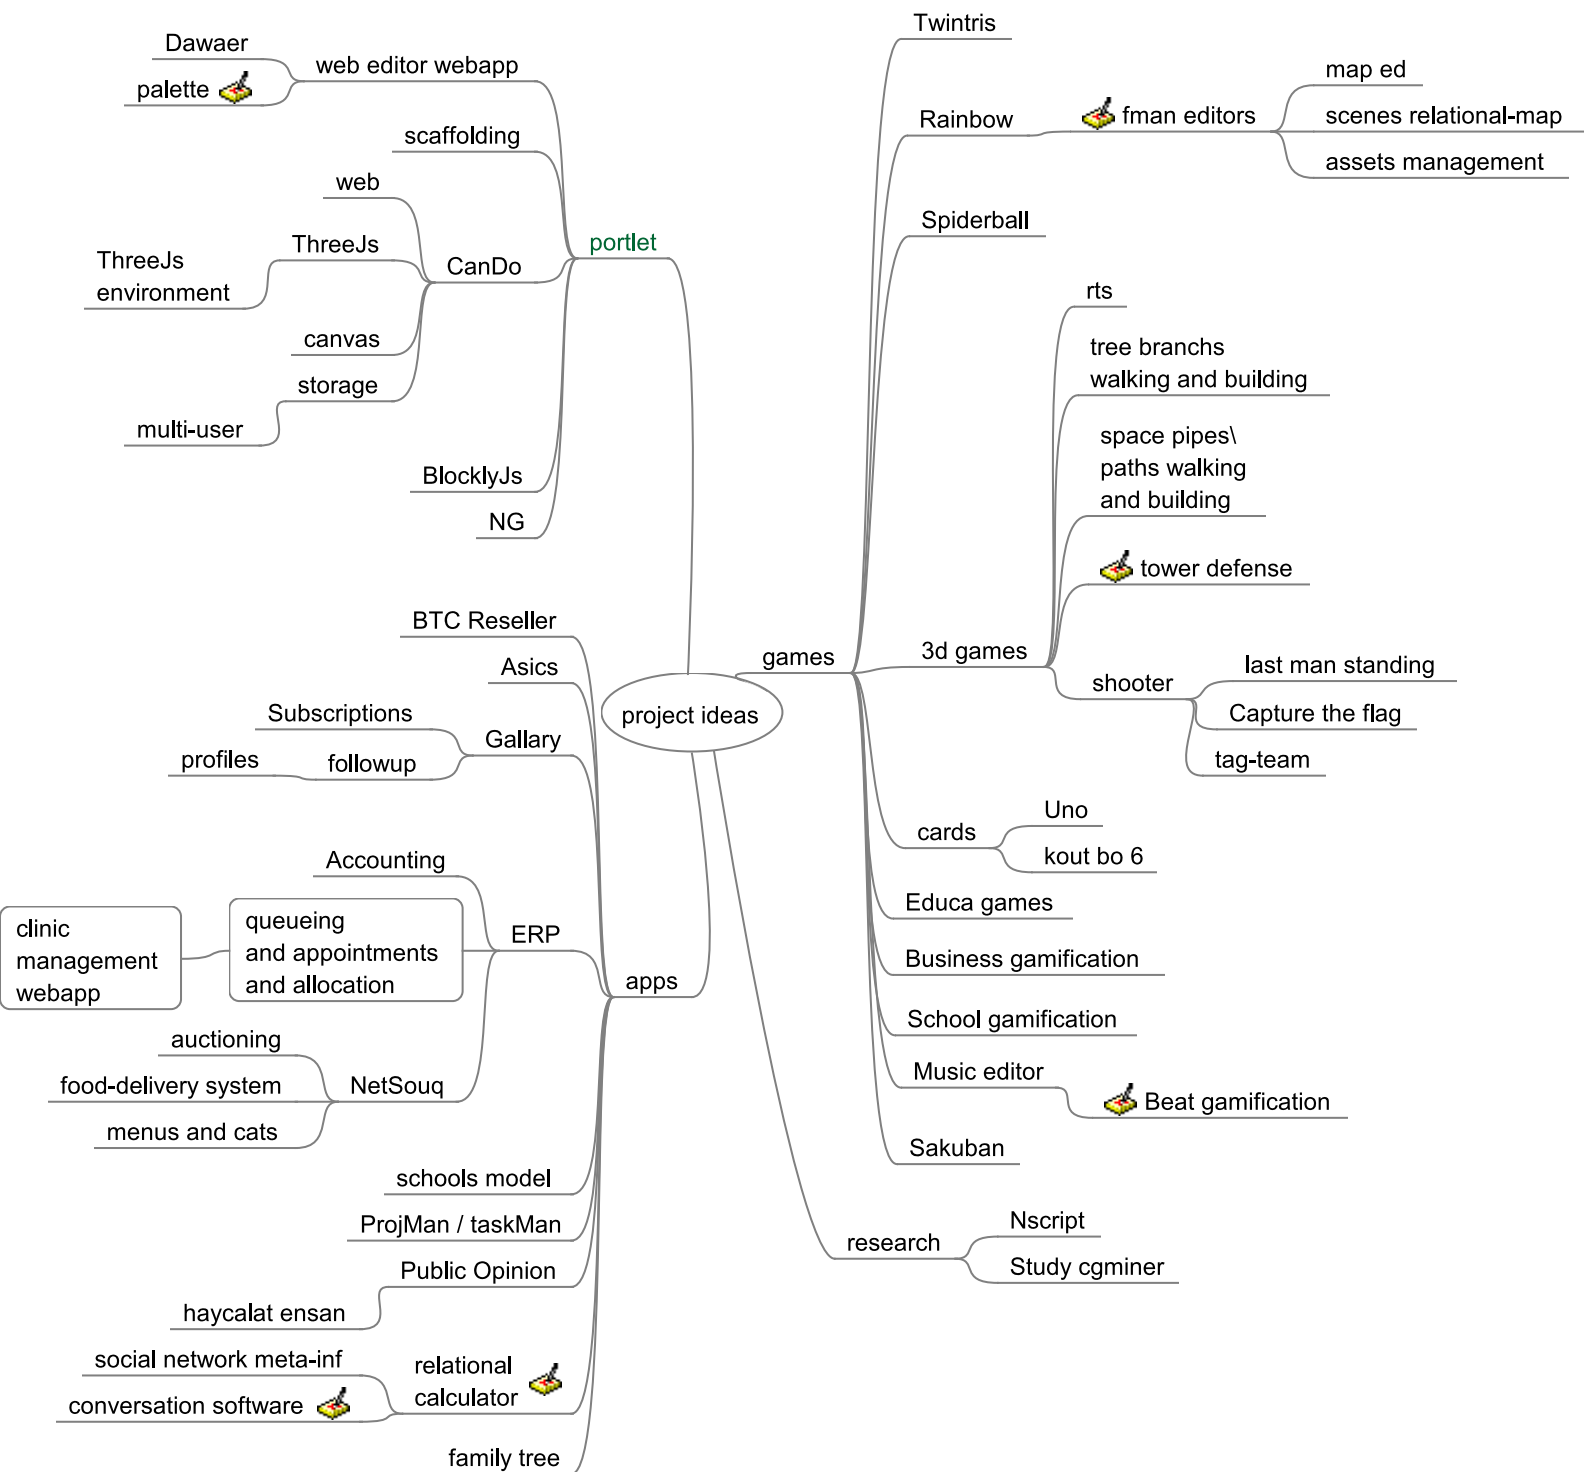 project ideas
portlet
web editor webapp
Dawaer
palette
scaffolding
CanDo
web
ThreeJs
ThreeJs
environment
canvas
storage
multi-user
BlocklyJs
NG
apps
BTC Reseller
Asics
Gallary
Subscriptions
followup
profiles
ERP
Accounting
queueing
and appointments
and allocation
clinic
management
webapp
NetSouq
auctioning
food-delivery system
menus and cats
schools model
ProjMan / taskMan
Public Opinion
haycalat ensan
relational
calculator
social network meta-inf
conversation software
family tree
games
Twintris
Rainbow
fman editors
map ed
scenes relational-map
assets management
Spiderball
3d games
rts
tree branchs
walking and building
space pipes\
paths walking
and building
tower defense
shooter
last man standing
Capture the flag
tag-team
cards
Uno
kout bo 6
Educa games
Business gamification
School gamification
Music editor
Beat gamification
Sakuban
research
Nscript
Study cgminer